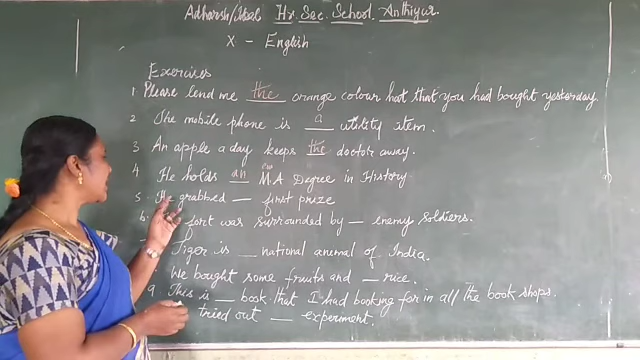 Adharsh Hr. Sec. School Anthiyur
X - English
Exercises
1. Please lend me the orange colour hat that you had bought yesterday.
2 The mobile phone is a utility item.
3 An apple a day keeps the doctor away.
4 He holds an MA Degree in History
5. He grabbed _ first prize
6. fort was surrounded by _ enemy soldiers.
Tiger is _ national animal of India.
We bought some fruits and _ rice.
9 This is _ book that I had booking for in all the book shops.
tried out _ experiment.